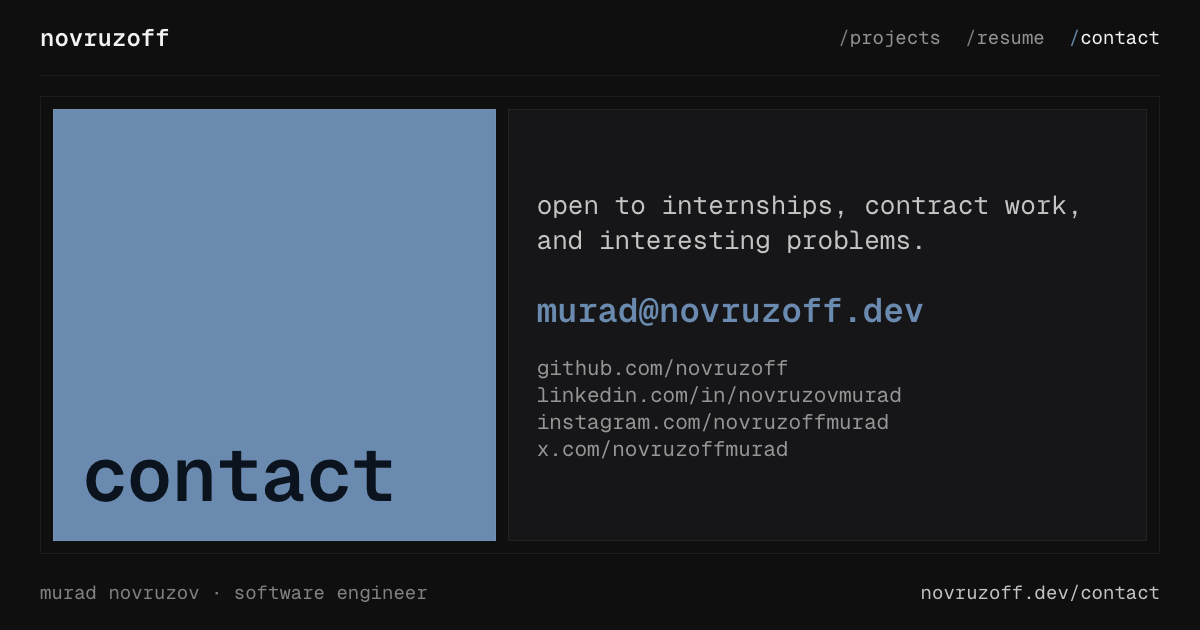 novruzoff
/projects /resume /contact
contact
open to internships, contract work,
and interesting problems.
murad@novruzoff.dev
github.com/novruzoff
linkedin.com/in/novruzovmurad
instagram.com/novruzoffmurad
x.com/novruzoffmurad
murad novruzov · software engineer
novruzoff.dev/contact